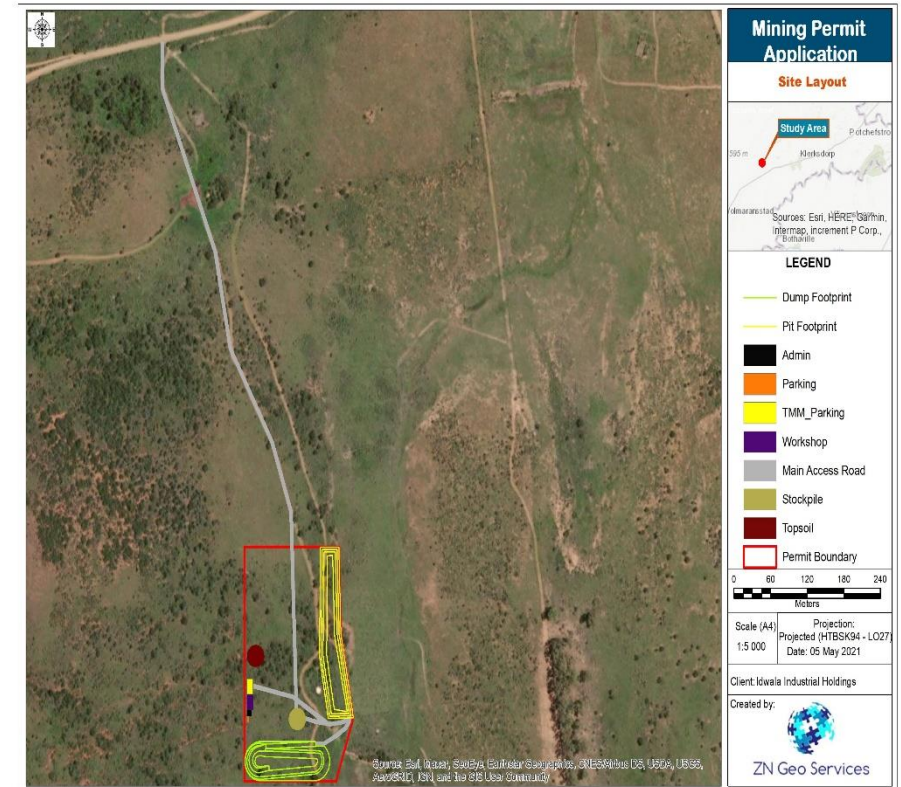 Mining Permit
Application
Site Layout
Study Area
Potchefstro
595 m
Klerksdorp
Sources: Esri, HERE, Garmin,
Intermap, increment P Corp.,
Bothaville
LEGEND
Dump Footprint
Pit Footprint
Admin
Parking
TMM_Parking
Workshop
Main Access Road
Stockpile
Topsoil
Permit Boundary
0 60 120 180 240
Meters
Scale (A4)
1:5 000
Projection:
Projected (HTBSK94 - LO27)
Date: 05 May 2021
Client: Idwala Industrial Holdings
Created by:
ZN Geo Services
Source: Esri, Maxar, GeoEye, Earthstar Geographics, CNES/Airbus DS, USDA, USGS,
AeroGRID, IGN, and the GIS User Community